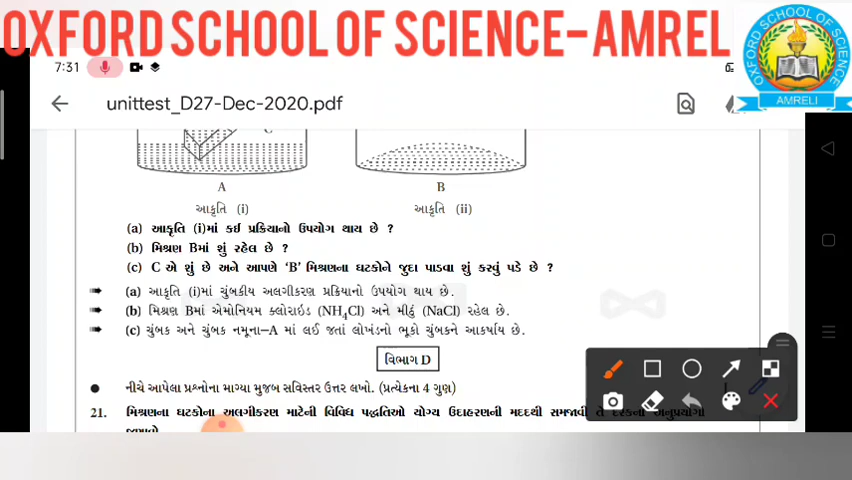 OXFORD SCHOOL OF SCIENCE-AMREL
OXFORD SCHOOL OF SCIENCE
AMRELI
7:31
unittest_D27-Dec-2020.pdf
C
A
B
આકૃતિ (i)
આકૃતિ (ii)
(a) આકૃતિ (i)માં કઈ પ્રક્રિયાનો ઉપયોગ થાય છે ?
(b) મિશ્રણ Bમાં શું રહેલ છે ?
(c) C એ શું છે અને આપણે ‘B’ મિશ્રણના ઘટકોને જુદા પાડવા શું કરવું પડે છે ?
(a) આકૃતિ (i)માં ચુંબકીય અલગીકરણ પ્રક્રિયાનો ઉપયોગ થાય છે.
(b) મિશ્રણ Bમાં એમોનિયમ ક્લોરાઇડ (NH₄Cl) અને મીઠું (NaCl) રહેલ છે.
(c) ચુંબક અને ચુંબક નમૂના–A માં લઈ જતાં લોખંડનો ભૂકો ચુંબકને આકર્ષાય છે.
વિભાગ D
● નીચે આપેલા પ્રશ્નોના માગ્યા મુજબ સવિસ્તર ઉત્તર લખો. (પ્રત્યેકના 4 ગુણ)
21. મિશ્રણના ઘટકોના અલગીકરણ માટેની વિવિધ પદ્ધતિઓ યોગ્ય ઉદાહરણની મદદથી સમજાવી તે દરેકના અનુપ્રયોગો